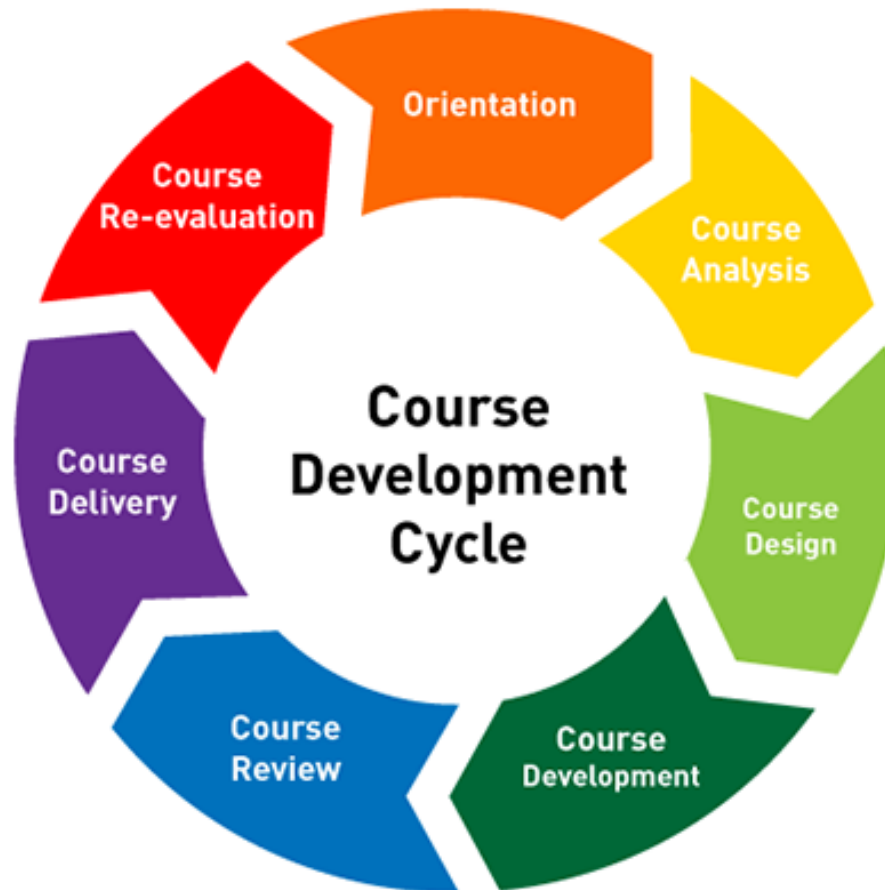 Orientation
Course
Analysis
Course
Design
Course
Development
Course
Review
Course
Delivery
Course
Re-evaluation
Course
Development
Cycle